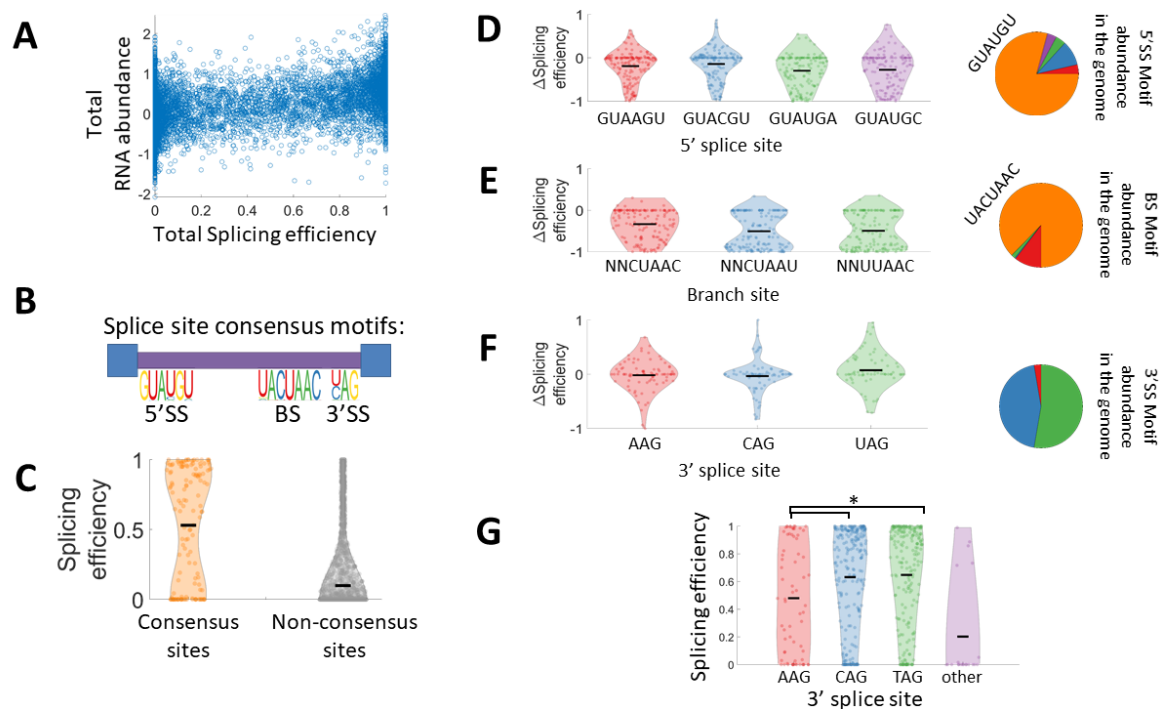 A
Total
RNA abundance
2
1
0
-1
-2
0
0.2
0.4
0.6
0.8
1
Total Splicing efficiency
B
Splice site consensus motifs:
GUAUGU
UACUAAC
UAG
C
5'SS
BS
3'SS
C
Splicing
efficiency
1
0.5
0
Consensus
sites
Non-consensus
sites
D
ΔSplicing
efficiency
1
0
-1
GUAAGU
GUACGU
GUAUGA
GUAUGC
5' splice site
GUAUGU
5'SS Motif
abundance
in the genome
E
ΔSplicing
efficiency
1
0
-1
NNCUAAC
NNCUAAU
NNUUAAC
Branch site
UACUAAC
BS Motif
abundance
in the genome
F
ΔSplicing
efficiency
1
0
-1
AAG
CAG
UAG
3' splice site
3'SS Motif
abundance
in the genome
G
Splicing efficiency
1
0.8
0.6
0.4
0.2
0
*
AAG
CAG
TAG
other
3' splice site